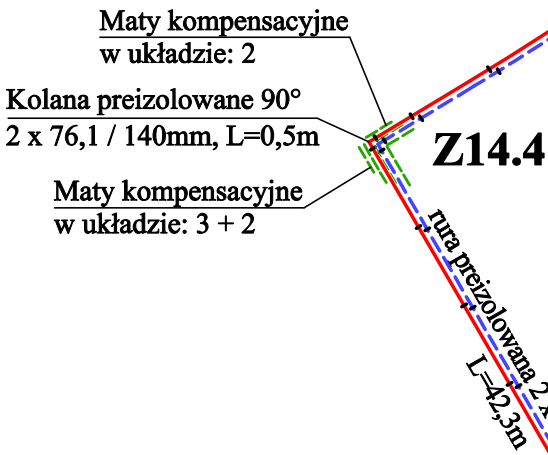 Maty kompensacyjne
w układzie: 2
Kolana preizolowane 90°
2 x 76,1 / 140mm, L=0,5m
Z14.4
Maty kompensacyjne
w układzie: 3 + 2
rura preizolowana 2 x
L=42,3m